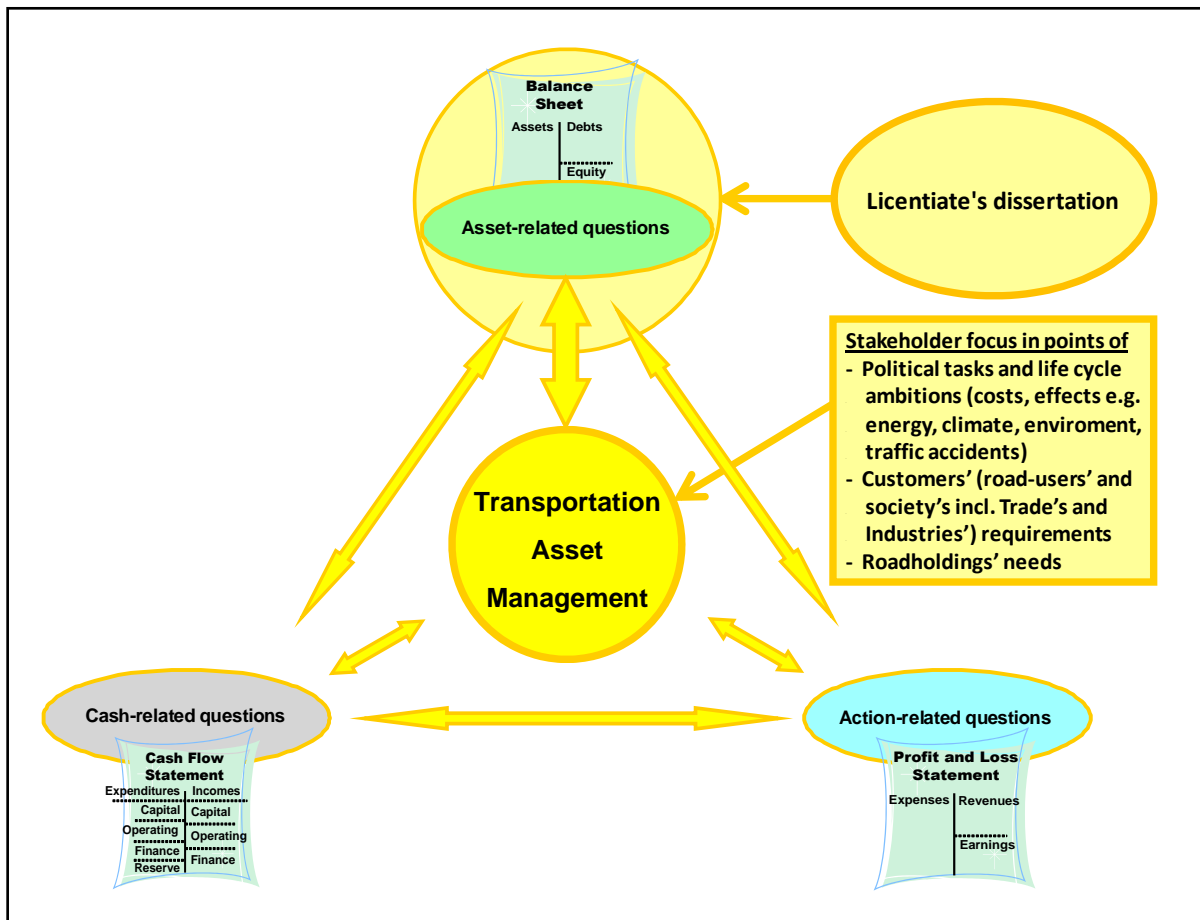 Balance
Sheet
Assets Debts
Equity
Asset-related questions
Licentiate's dissertation
Stakeholder focus in points of
- Political tasks and life cycle
ambitions (costs, effects e.g.
energy, climate, enviroment,
traffic accidents)
- Customers’ (road-users’ and
society’s incl. Trade’s and
Industries’) requirements
- Roadholdings’ needs
Transportation
Asset
Management
Cash-related questions
Cash Flow
Statement
Expenditures Incomes
Capital Capital
Operating Operating
Finance Finance
Reserve
Action-related questions
Profit and Loss
Statement
Expenses Revenues
Earnings